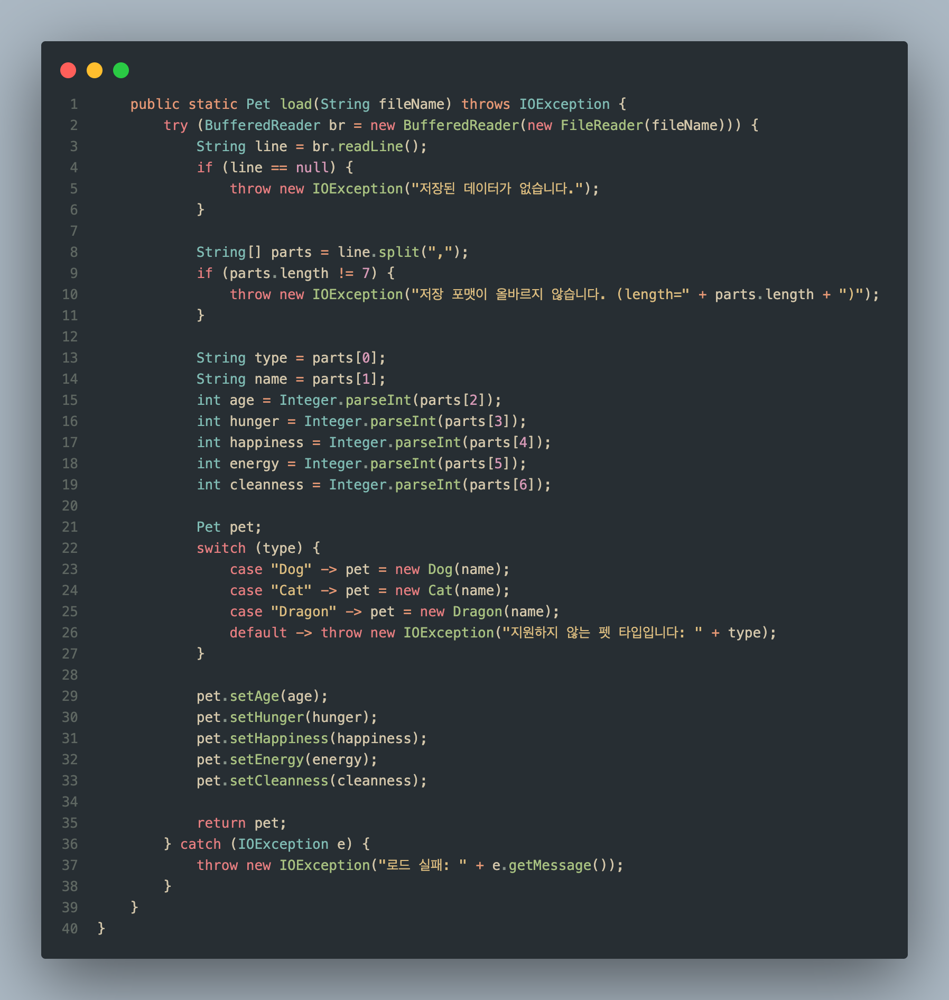 1    public static Pet load(String fileName) throws IOException {
2        try (BufferedReader br = new BufferedReader(new FileReader(fileName))) {
3            String line = br.readLine();
4            if (line == null) {
5                throw new IOException("저장된 데이터가 없습니다.");
6            }
7
8            String[] parts = line.split(",");
9            if (parts.length != 7) {
10                throw new IOException("저장 포맷이 올바르지 않습니다. (length=" + parts.length + ")");
11            }
12
13            String type = parts[0];
14            String name = parts[1];
15            int age = Integer.parseInt(parts[2]);
16            int hunger = Integer.parseInt(parts[3]);
17            int happiness = Integer.parseInt(parts[4]);
18            int energy = Integer.parseInt(parts[5]);
19            int cleanness = Integer.parseInt(parts[6]);
20
21            Pet pet;
22            switch (type) {
23                case "Dog" -> pet = new Dog(name);
24                case "Cat" -> pet = new Cat(name);
25                case "Dragon" -> pet = new Dragon(name);
26                default -> throw new IOException("지원하지 않는 펫 타입입니다: " + type);
27            }
28
29            pet.setAge(age);
30            pet.setHunger(hunger);
31            pet.setHappiness(happiness);
32            pet.setEnergy(energy);
33            pet.setCleanness(cleanness);
34
35            return pet;
36        } catch (IOException e) {
37            throw new IOException("로드 실패: " + e.getMessage());
38        }
39    }
40 }